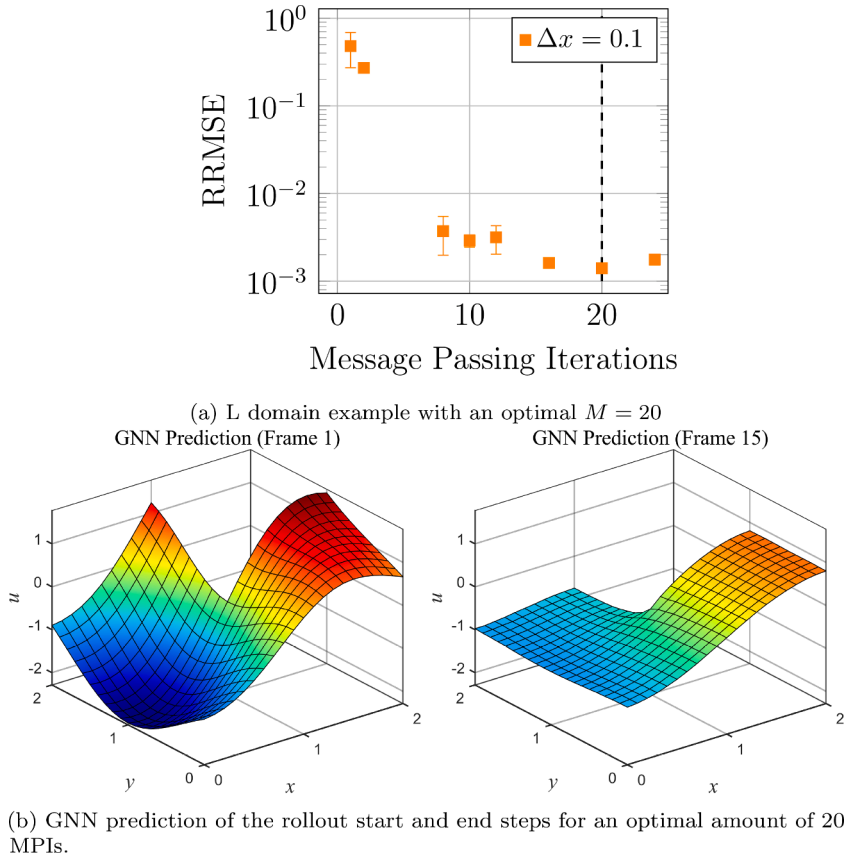 10^0
Δx = 0.1
10^−1
RRMSE
10^−2
10^−3
0 10 20
Message Passing Iterations
(a) L domain example with an optimal M = 20
GNN Prediction (Frame 1) GNN Prediction (Frame 15)
1 1
0 0
u u
-1 -1
-2 -2
2 2 2 2
1 1 1 1
y 0 0 x y 0 0 x
(b) GNN prediction of the rollout start and end steps for an optimal amount of 20
MPIs.